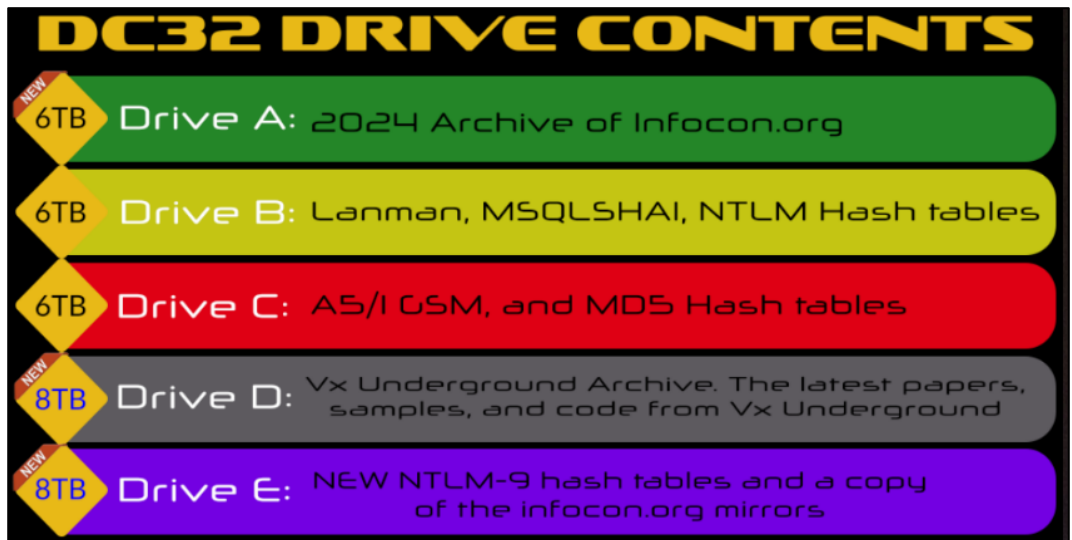 DC32 DRIVE CONTENTS
NEW
6TB Drive A: 2024 Archive of Infocon.org
6TB Drive B: Lanman, MSQLSHA1, NTLM Hash tables
6TB Drive C: A5/1 GSM, and MD5 Hash tables
NEW
8TB Drive D: Vx Underground Archive. The latest papers,
samples, and code from Vx Underground
NEW
8TB Drive E: NEW NTLM-9 hash tables and a copy
of the infocon.org mirrors